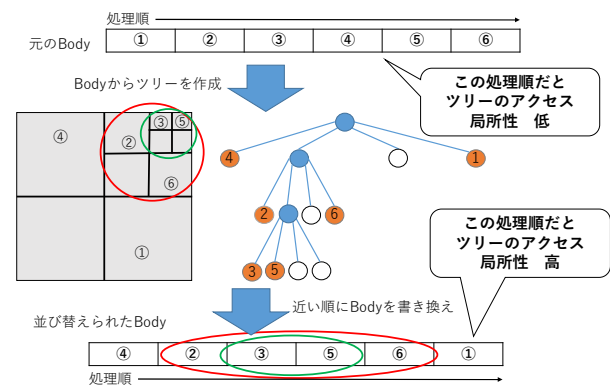 処理順
元のBody
① ② ③ ④ ⑤ ⑥
Bodyからツリーを作成
この処理順だと
ツリーのアクセス
局所性 低
③ ⑤
④ ②
⑥
①
4 1
2 6
3 5
この処理順だと
ツリーのアクセス
局所性 高
近い順にBodyを書き換え
並び替えられたBody
④ ② ③ ⑤ ⑥ ①
処理順